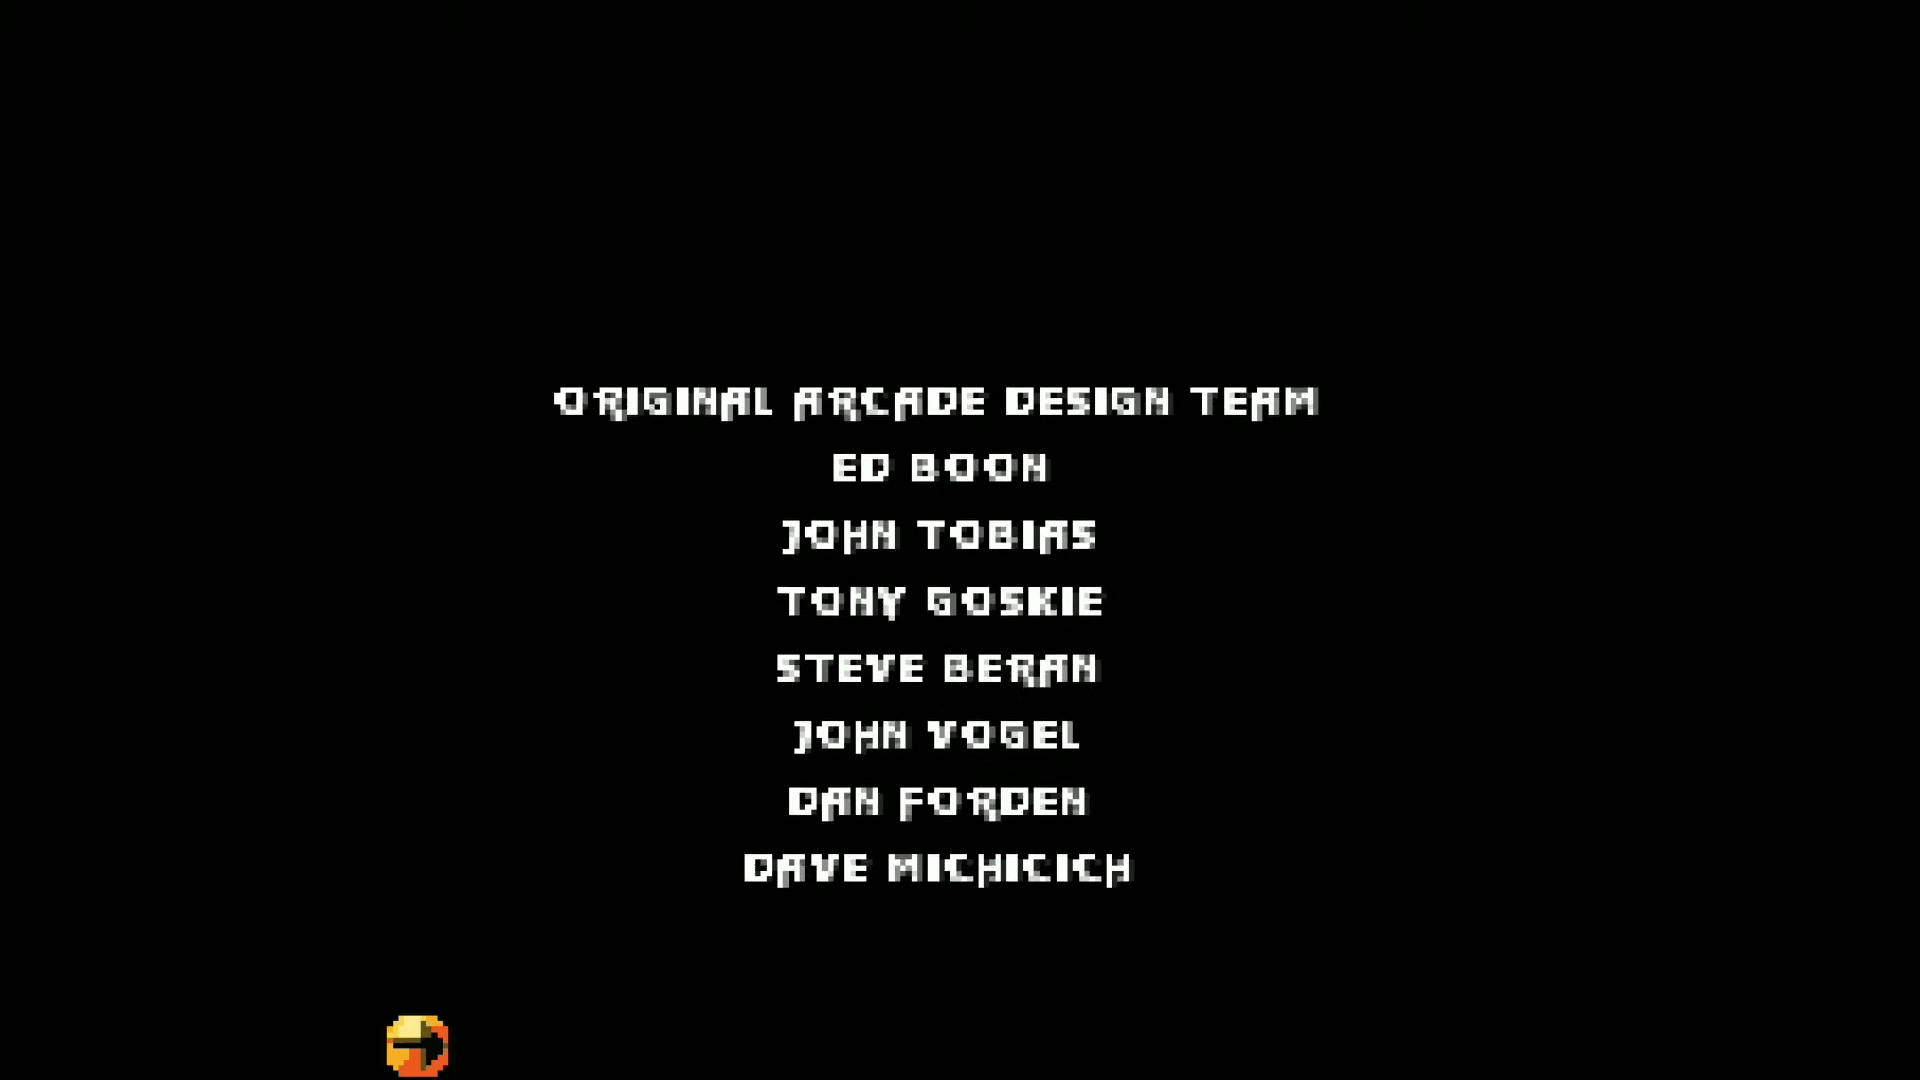 ORIGINAL ARCADE DESIGN TEAM
ED BOON
JOHN TOBIAS
TONY GOSKIE
STEVE BERAN
JOHN VOGEL
DAN FORDEN
DAVE MICHICICH